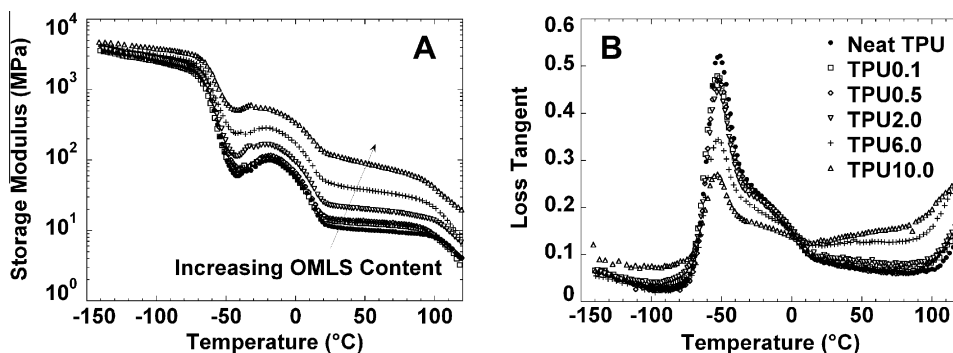 A
Storage Modulus (MPa)
10⁵
10⁴
10³
10²
10¹
10⁰
Increasing OMLS Content
-150 -100 -50 0 50 100
Temperature (°C)
B
Loss Tangent
0.6
0.5
0.4
0.3
0.2
0.1
0
Neat TPU
TPU0.1
TPU0.5
TPU2.0
TPU6.0
TPU10.0
-150 -100 -50 0 50 100
Temperature (°C)